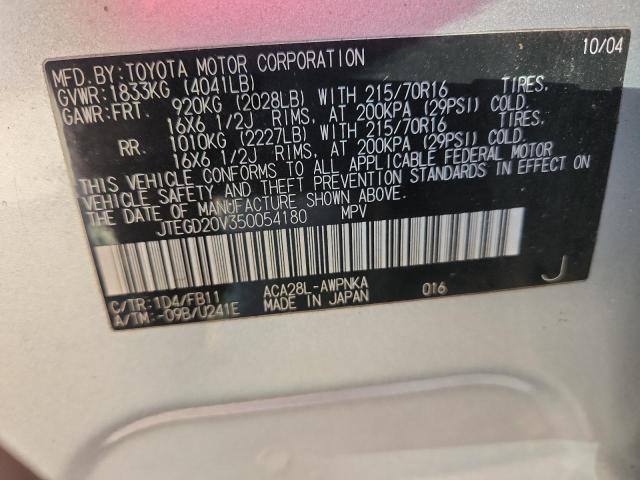 MFD.BY:TOYOTA MOTOR CORPORATION 10/04
GVWR:1833KG (4041LB)
GAWR:FRT. 920KG (2028LB) WITH 215/70R16 TIRES,
16X6 1/2J RIMS, AT 200KPA (29PSI) COLD.
RR. 1010KG (2227LB) WITH 215/70R16 TIRES,
16X6 1/2J RIMS, AT 200KPA (29PSI) COLD.
THIS VEHICLE CONFORMS TO ALL APPLICABLE FEDERAL MOTOR
VEHICLE SAFETY AND THEFT PREVENTION STANDARDS IN EFFECT ON
THE DATE OF MANUFACTURE SHOWN ABOVE.
JTEGD20V350054180 MPV
C/TR:1D4/FB11 ACA28L-AWPNKA 016 J
A/TM:-09B/U241E MADE IN JAPAN